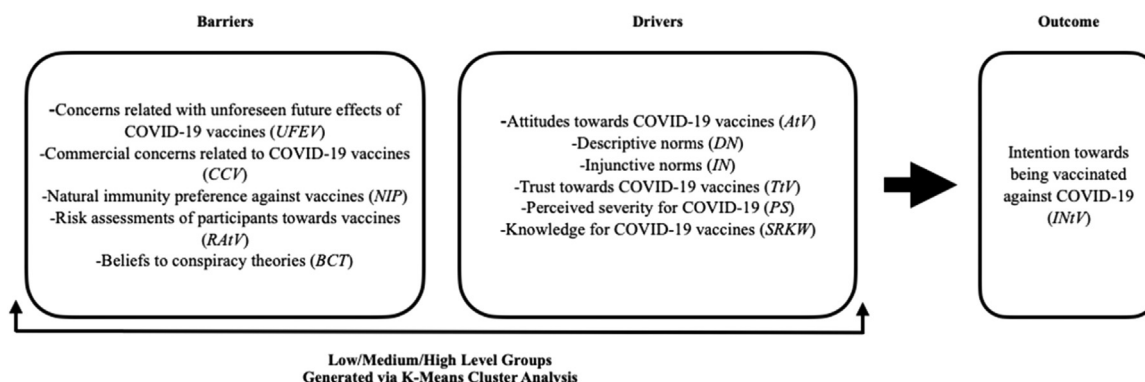 Barriers
Drivers
Outcome
-Concerns related with unforeseen future effects of
COVID-19 vaccines (UFEV)
-Commercial concerns related to COVID-19 vaccines
(CCV)
-Natural immunity preference against vaccines (NIP)
-Risk assessments of participants towards vaccines
(RAtV)
-Beliefs to conspiracy theories (BCT)
-Attitudes towards COVID-19 vaccines (AtV)
-Descriptive norms (DN)
-Injunctive norms (IN)
-Trust towards COVID-19 vaccines (TtV)
-Perceived severity for COVID-19 (PS)
-Knowledge for COVID-19 vaccines (SRKW)
Intention towards
being vaccinated
against COVID-19
(INtV)
Low/Medium/High Level Groups
Generated via K-Means Cluster Analysis